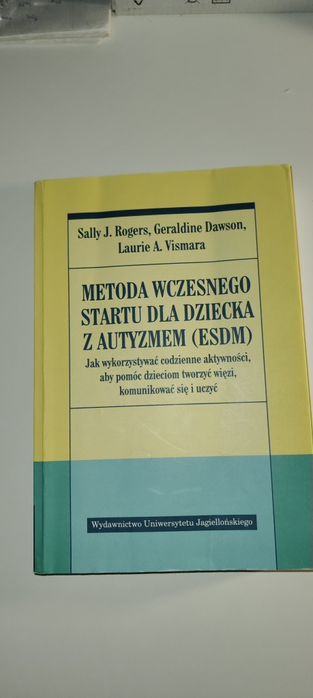 Sally J. Rogers, Geraldine Dawson,
Laurie A. Vismara
METODA WCZESNEGO
STARTU DLA DZIECKA
Z AUTYZMEM (ESDM)
Jak wykorzystywać codzienne aktywności,
aby pomóc dzieciom tworzyć więzi,
komunikować się i uczyć
Wydawnictwo Uniwersytetu Jagiellońskiego